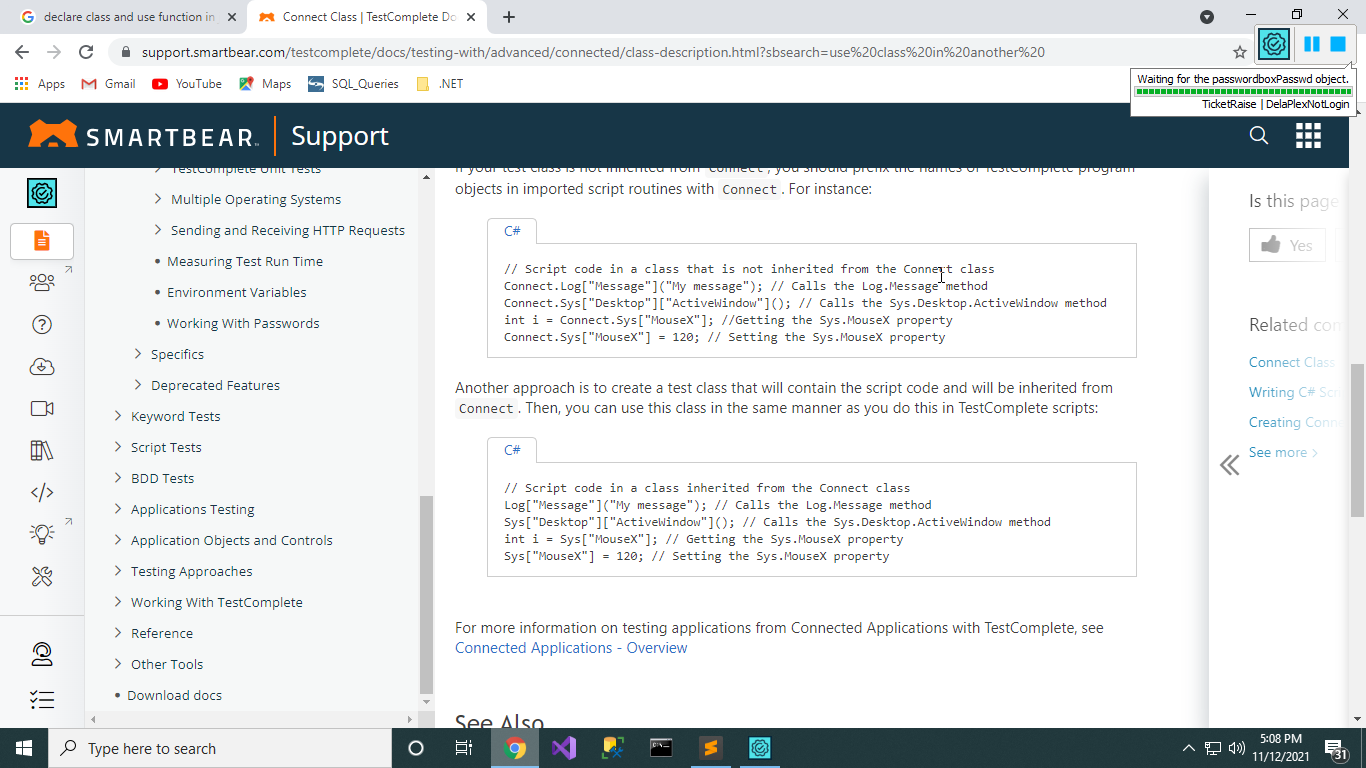 declare class and use function in
Connect Class | TestComplete Do
support.smartbear.com/testcomplete/docs/testing-with/advanced/connected/class-description.html?sbsearch=use%20class%20in%20another%20
Apps
Gmail
YouTube
Maps
SQL_Queries
.NET
Waiting for the passwordboxPasswd object.
TicketRaise | DelaPlexNotLogin
SMARTBEAR
Support
TestComplete Unit Tests
Multiple Operating Systems
Sending and Receiving HTTP Requests
• Measuring Test Run Time
• Environment Variables
• Working With Passwords
Specifics
Deprecated Features
Keyword Tests
Script Tests
BDD Tests
Applications Testing
Application Objects and Controls
Testing Approaches
Working With TestComplete
Reference
Other Tools
• Download docs
If your test class is not inherited from Connect, you should prefix the names of TestComplete program
objects in imported script routines with Connect. For instance:
C#
// Script code in a class that is not inherited from the Connect class
Connect.Log["Message"]("My message"); // Calls the Log.Message method
Connect.Sys["Desktop"]["ActiveWindow"](); // Calls the Sys.Desktop.ActiveWindow method
int i = Connect.Sys["MouseX"]; //Getting the Sys.MouseX property
Connect.Sys["MouseX"] = 120; // Setting the Sys.MouseX property
Another approach is to create a test class that will contain the script code and will be inherited from
Connect. Then, you can use this class in the same manner as you do this in TestComplete scripts:
C#
// Script code in a class inherited from the Connect class
Log["Message"]("My message"); // Calls the Log.Message method
Sys["Desktop"]["ActiveWindow"](); // Calls the Sys.Desktop.ActiveWindow method
int i = Sys["MouseX"]; // Getting the Sys.MouseX property
Sys["MouseX"] = 120; // Setting the Sys.MouseX property
For more information on testing applications from Connected Applications with TestComplete, see
Connected Applications - Overview
See Also
Is this page
Yes
Related con
Connect Class
Writing C# Scri
Creating Conn
See more
Type here to search
5:08 PM
11/12/2021
31